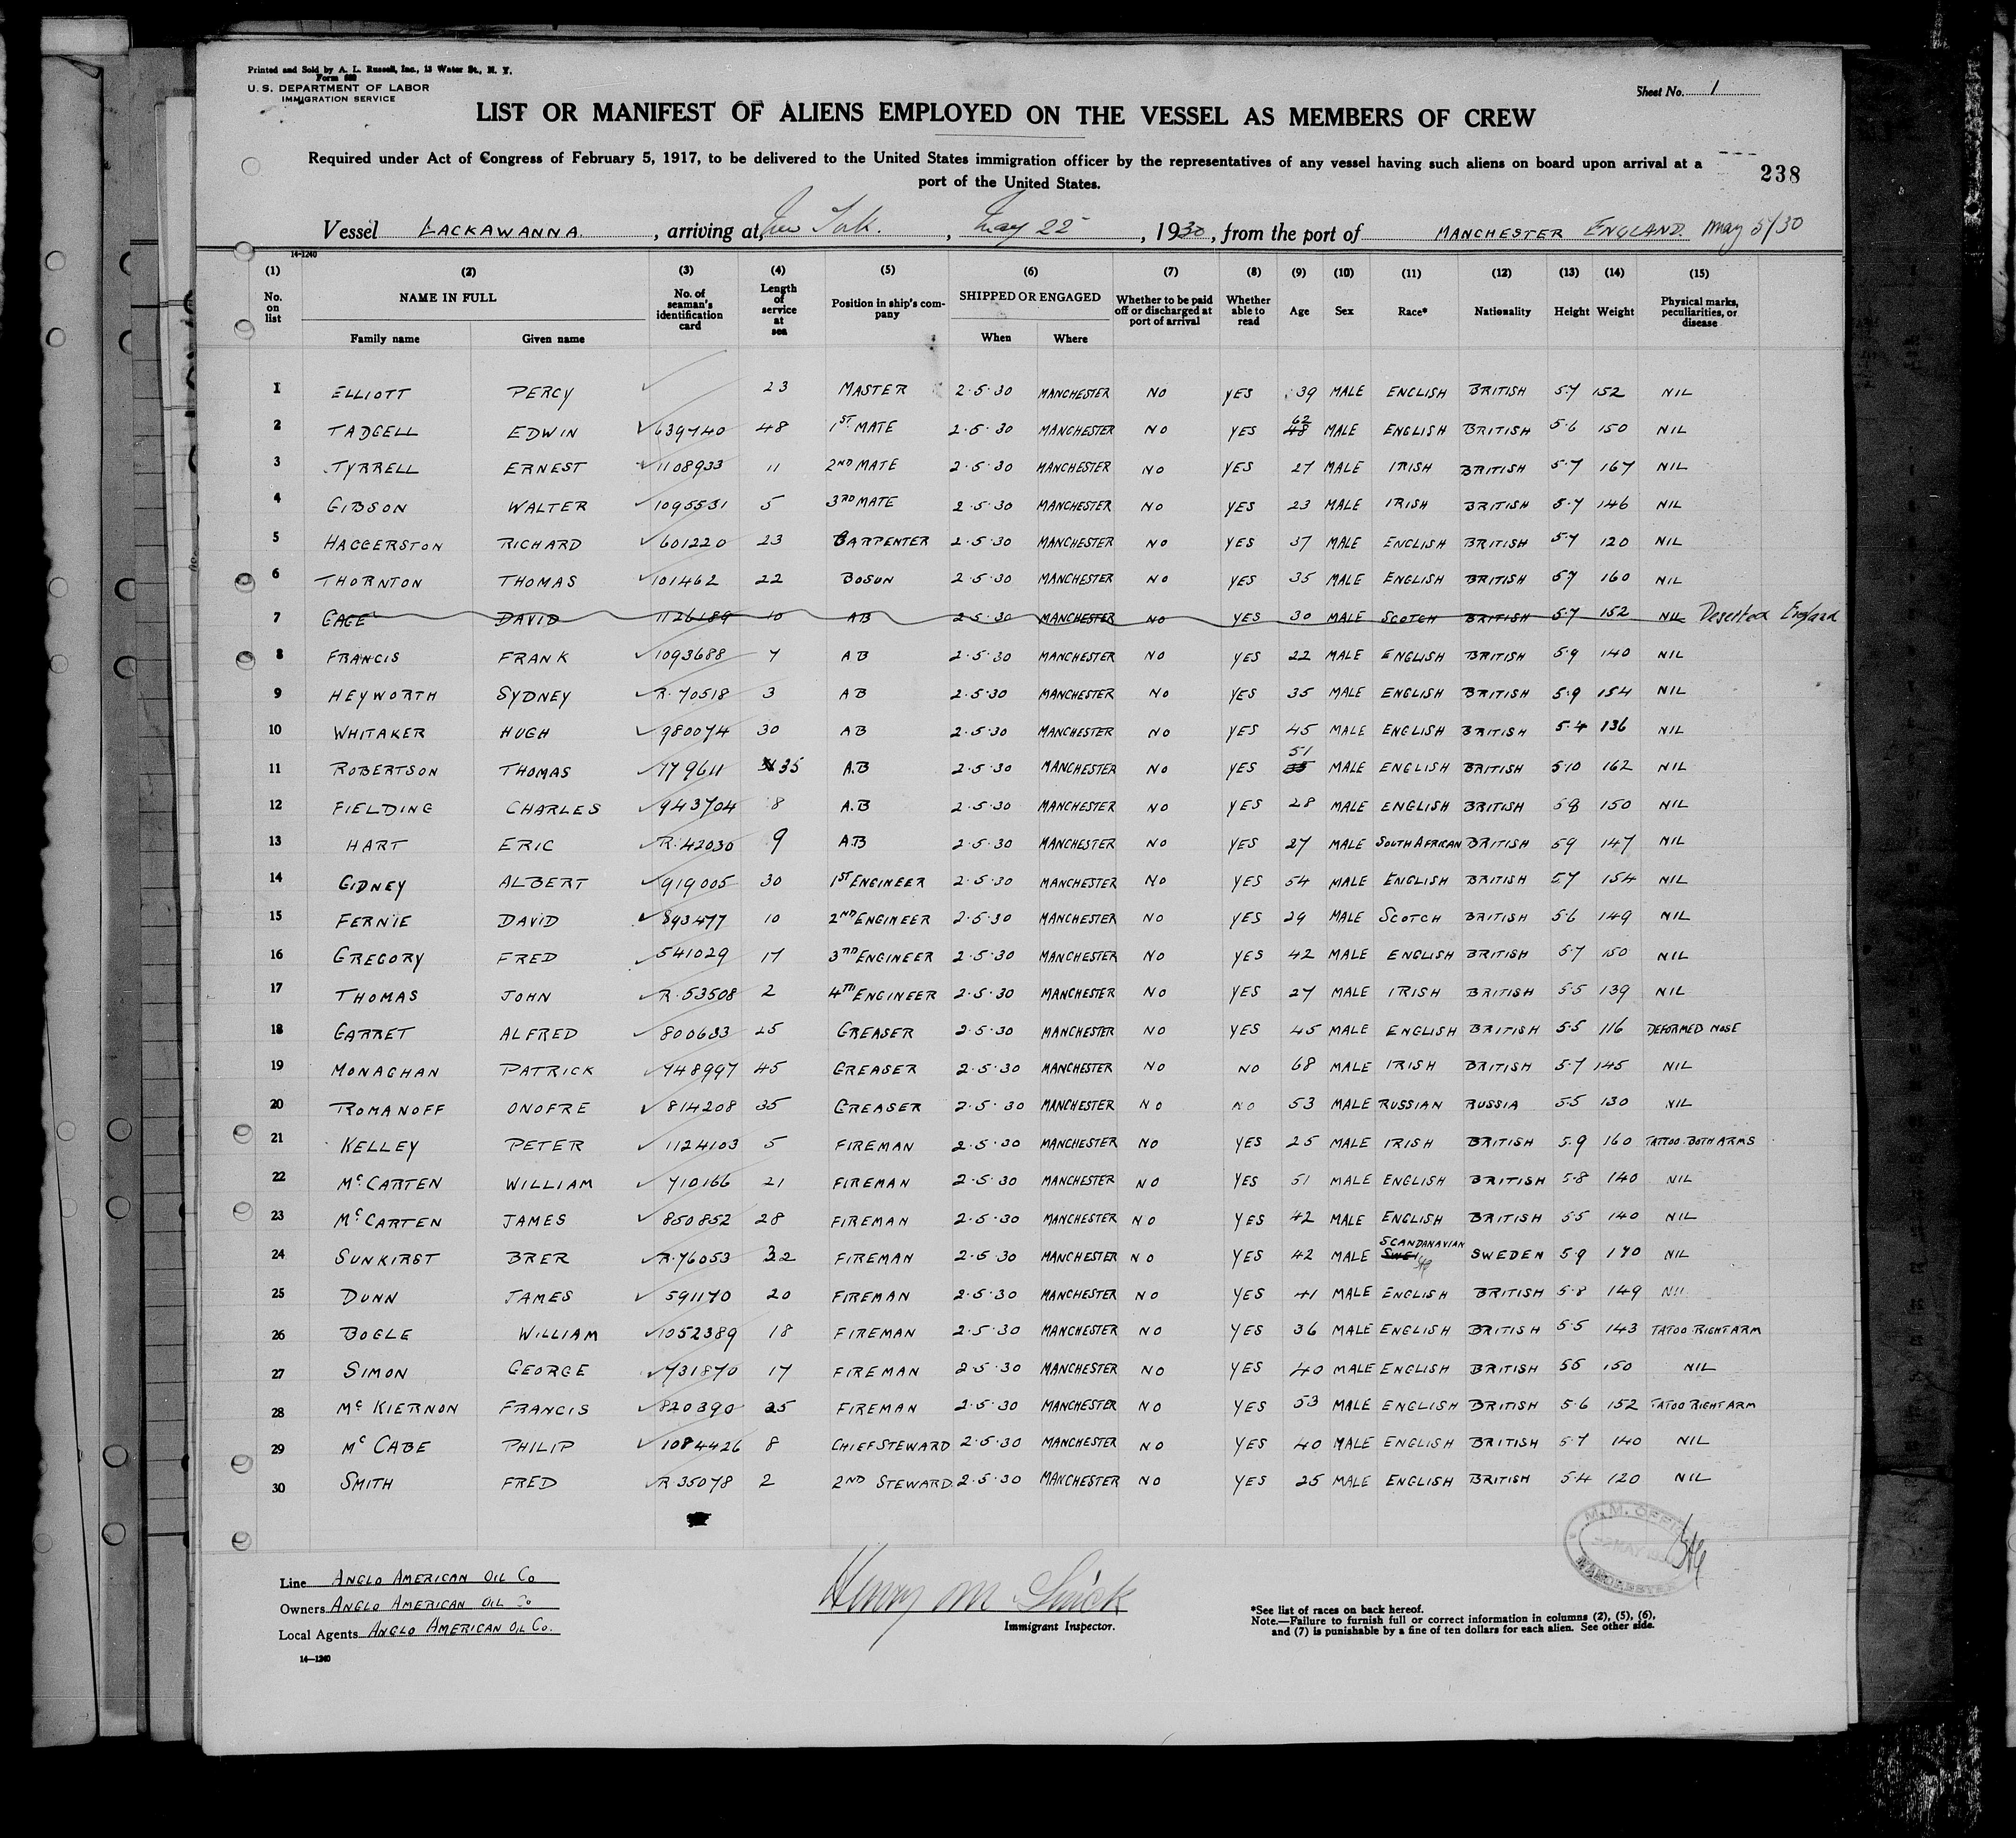 Printed and Sold by A. L. Russell, Inc., 13 Water St., N. Y.
Form 689
U. S. DEPARTMENT OF LABOR
IMMIGRATION SERVICE
Sheet No. 1
LIST OR MANIFEST OF ALIENS EMPLOYED ON THE VESSEL AS MEMBERS OF CREW
Required under Act of Congress of February 5, 1917, to be delivered to the United States immigration officer by the representatives of any vessel having such aliens on board upon arrival at a
port of the United States.
238
Vessel LACKAWANNA, arriving at New York, May 22, 1930, from the port of MANCHESTER ENGLAND. May 5/30
14-1240
(1) (2) (3) (4) (5) (6) (7) (8) (9) (10) (11) (12) (13) (14) (15)
No. on list NAME IN FULL No. of seaman's identification card Length of service at sea Position in ship's company SHIPPED OR ENGAGED Whether to be paid off or discharged at port of arrival Whether able to read Age Sex Race* Nationality Height Weight Physical marks, peculiarities, or disease
Family name Given name When Where
1 ELLIOTT PERCY 23 MASTER 2.5.30 MANCHESTER NO YES 39 MALE ENGLISH BRITISH 5.7 152 NIL
2 TADGELL EDWIN 639740 48 1ST MATE 2.5.30 MANCHESTER NO YES 48 62 MALE ENGLISH BRITISH 5.6 150 NIL
3 TYRRELL ERNEST 1108933 11 2ND MATE 2.5.30 MANCHESTER NO YES 27 MALE IRISH BRITISH 5.7 167 NIL
4 GIBSON WALTER 1095531 5 3RD MATE 2.5.30 MANCHESTER NO YES 23 MALE IRISH BRITISH 5.7 146 NIL
5 HAGGERSTON RICHARD 601220 23 CARPENTER 2.5.30 MANCHESTER NO YES 37 MALE ENGLISH BRITISH 5.7 120 NIL
6 THORNTON THOMAS 101462 22 BOSUN 2.5.30 MANCHESTER NO YES 35 MALE ENGLISH BRITISH 5.7 160 NIL
7 GAGE DAVID 1126189 10 AB 2.5.30 MANCHESTER NO YES 30 MALE SCOTCH BRITISH 5.7 152 NIL Deserted England
8 FRANCIS FRANK 1093688 7 AB 2.5.30 MANCHESTER NO YES 22 MALE ENGLISH BRITISH 5.9 140 NIL
9 HEYWORTH SYDNEY R.70518 3 AB 2.5.30 MANCHESTER NO YES 35 MALE ENGLISH BRITISH 5.9 154 NIL
10 WHITAKER HUGH 980074 30 AB 2.5.30 MANCHESTER NO YES 45 MALE ENGLISH BRITISH 5.4 136 NIL
11 ROBERTSON THOMAS 779611 35 A.B 2.5.30 MANCHESTER NO YES 51 MALE ENGLISH BRITISH 5.10 162 NIL
12 FIELDING CHARLES 943704 8 A.B 2.5.30 MANCHESTER NO YES 28 MALE ENGLISH BRITISH 5 8 150 NIL
13 HART ERIC R.42030 9 A.B 2.5.30 MANCHESTER NO YES 27 MALE SOUTH AFRICAN BRITISH 5 9 147 NIL
14 GIDNEY ALBERT 919005 30 1ST ENGINEER 2.5.30 MANCHESTER NO YES 54 MALE ENGLISH BRITISH 5.7 154 NIL
15 FERNIE DAVID 893477 10 2ND ENGINEER 2.5.30 MANCHESTER NO YES 29 MALE SCOTCH BRITISH 5.6 149 NIL
16 GREGORY FRED 541029 17 3RD ENGINEER 2.5.30 MANCHESTER NO YES 42 MALE ENGLISH BRITISH 5.7 150 NIL
17 THOMAS JOHN R.53508 2 4TH ENGINEER 2.5.30 MANCHESTER NO YES 27 MALE IRISH BRITISH 5.5 139 NIL
18 GARRET ALFRED 800633 25 GREASER 2.5.30 MANCHESTER NO YES 45 MALE ENGLISH BRITISH 5.5 116 DEFORMED NOSE
19 MONAGHAN PATRICK 748997 45 GREASER 2.5.30 MANCHESTER NO NO 68 MALE IRISH BRITISH 5.7 145 NIL
20 ROMANOFF ONOFRE 814208 35 GREASER 2.5.30 MANCHESTER NO NO 53 MALE RUSSIAN RUSSIA 5.5 130 NIL
21 KELLEY PETER 1124103 5 FIREMAN 2.5.30 MANCHESTER NO YES 25 MALE IRISH BRITISH 5.9 160 TATTOO BOTH ARMS
22 McCARTEN WILLIAM 710166 21 FIREMAN 2.5.30 MANCHESTER NO YES 51 MALE ENGLISH BRITISH 5.8 140 NIL
23 McCARTEN JAMES 850852 28 FIREMAN 2.5.30 MANCHESTER NO YES 42 MALE ENGLISH BRITISH 5.5 140 NIL
24 SUNKIRST BRER R.76053 22 FIREMAN 2.5.30 MANCHESTER NO YES 42 MALE SCANDANAVIAN SWEDEN 5.9 170 NIL
25 DUNN JAMES 591170 20 FIREMAN 2.5.30 MANCHESTER NO YES 41 MALE ENGLISH BRITISH 5.8 149 NIL
26 BOGLE WILLIAM 1052389 18 FIREMAN 2.5.30 MANCHESTER NO YES 36 MALE ENGLISH BRITISH 5.5 143 TATOO RIGHT ARM
27 SIMON GEORGE 731870 17 FIREMAN 2.5.30 MANCHESTER NO YES 40 MALE ENGLISH BRITISH 5 5 150 NIL
28 McKIERNON FRANCIS 820390 25 FIREMAN 2.5.30 MANCHESTER NO YES 53 MALE ENGLISH BRITISH 5.6 152 TATOO RIGHT ARM
29 McCABE PHILIP 1084426 8 CHIEF STEWARD 2.5.30 MANCHESTER NO YES 40 MALE ENGLISH BRITISH 5.7 140 NIL
30 SMITH FRED R 35078 2 2ND STEWARD 2.5.30 MANCHESTER NO YES 25 MALE ENGLISH BRITISH 5.4 120 NIL
M.M. OFFICE
MAY
MANCHESTER
Line ANGLO AMERICAN OIL Co
Owners ANGLO AMERICAN OIL Co
Local Agents ANGLO AMERICAN OIL Co.
14—1240
Henry M
Immigrant Inspector.
*See list of races on back hereof.
Note.—Failure to furnish full or correct information in columns (2), (5), (6),
and (7) is punishable by a fine of ten dollars for each alien. See other side.